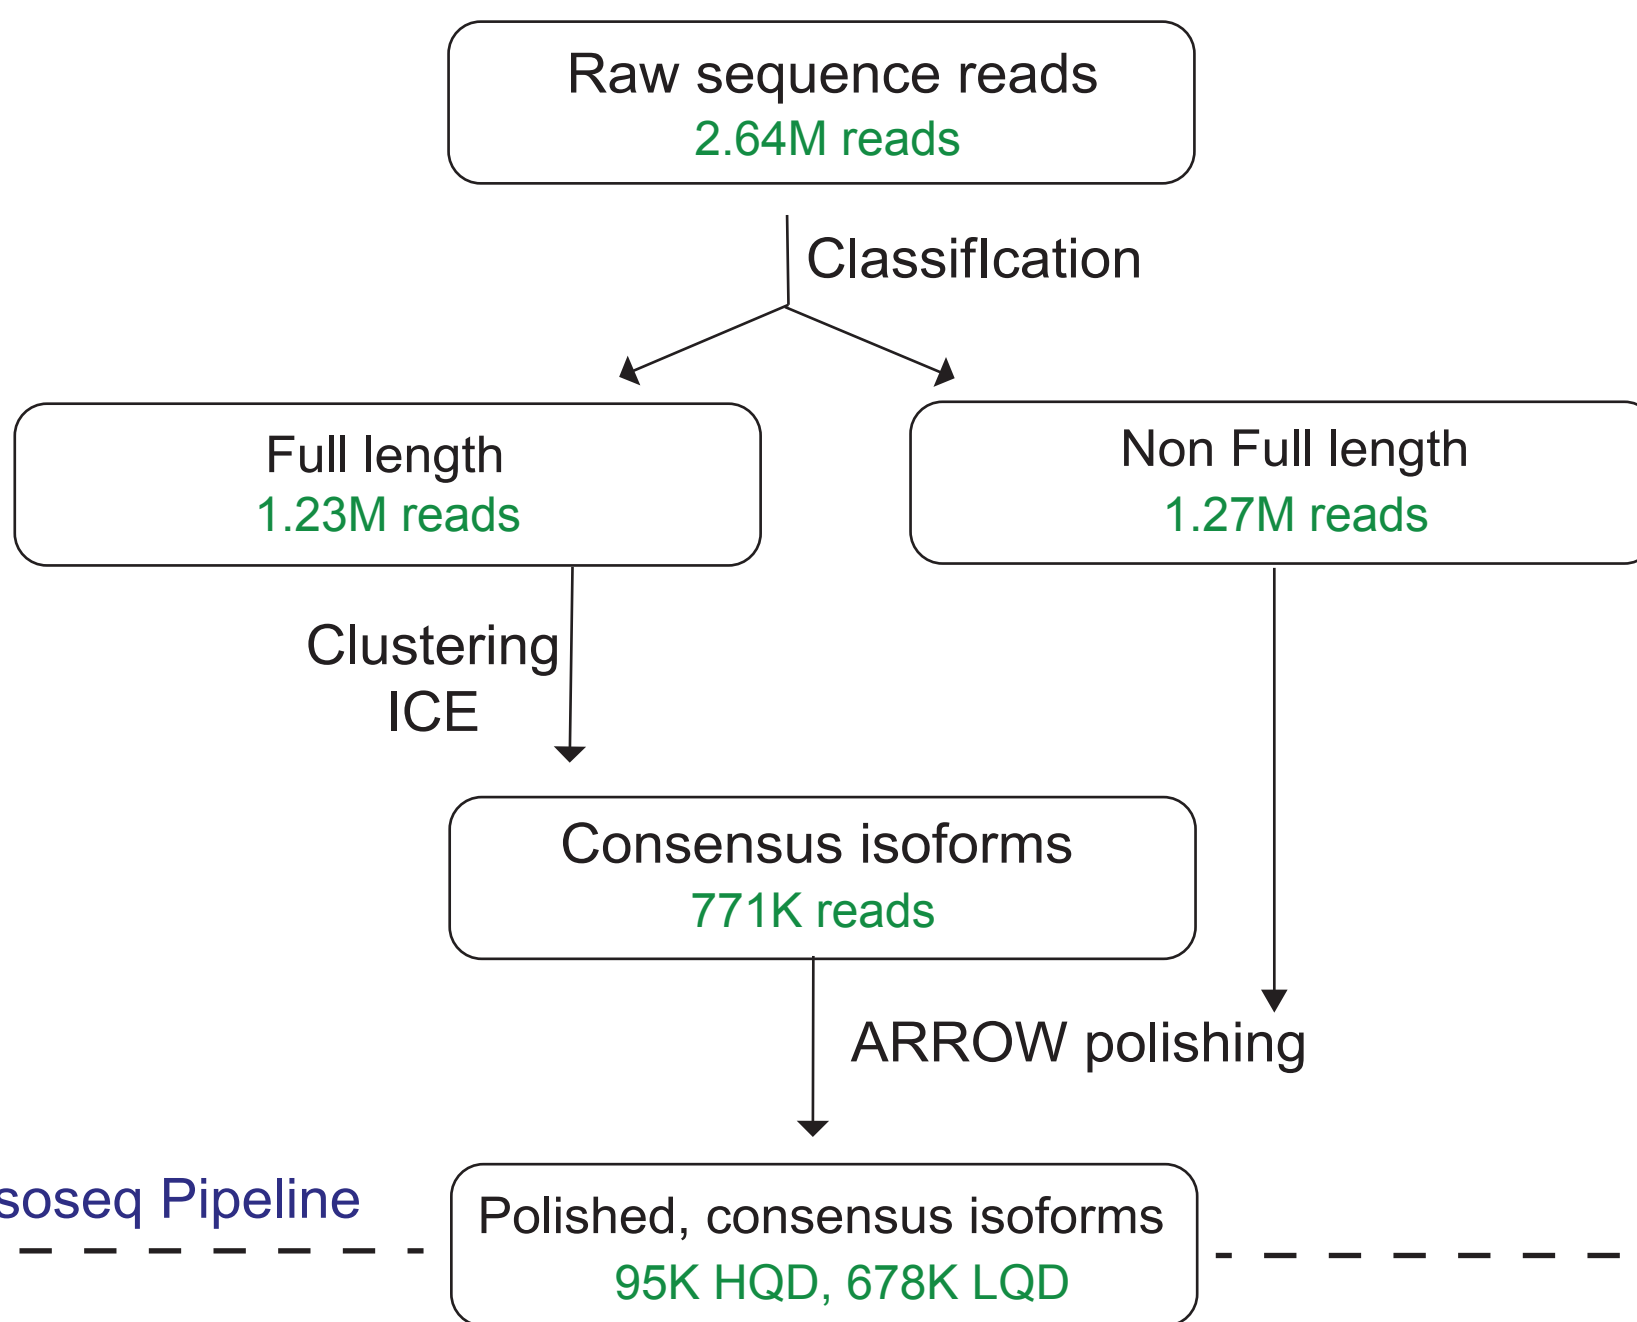 Raw sequence reads
2.64M reads
ClassifIcation
Full length
1.23M reads
Non Full length
1.27M reads
Clustering
ICE
Consensus isoforms
771K reads
ARROW polishing
soseq Pipeline
Polished, consensus isoforms
95K HQD, 678K LQD